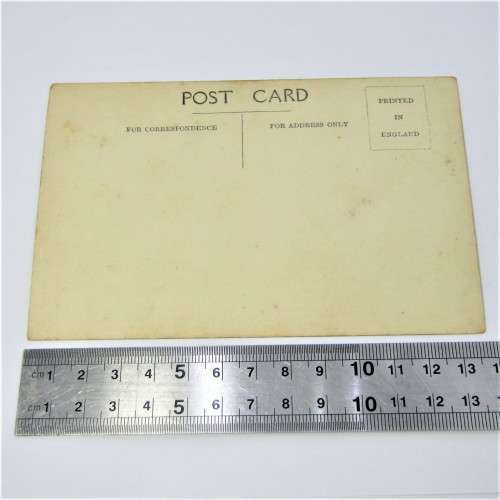 POST CARD
FOR CORRESPONDENCE
FOR ADDRESS ONLY
PRINTED
IN
ENGLAND
cm 1 2 3 4 5 6 7 8 9 10 11 12 13
cm 1 2 3 4 5 6 7 8 9 10 11 12 13